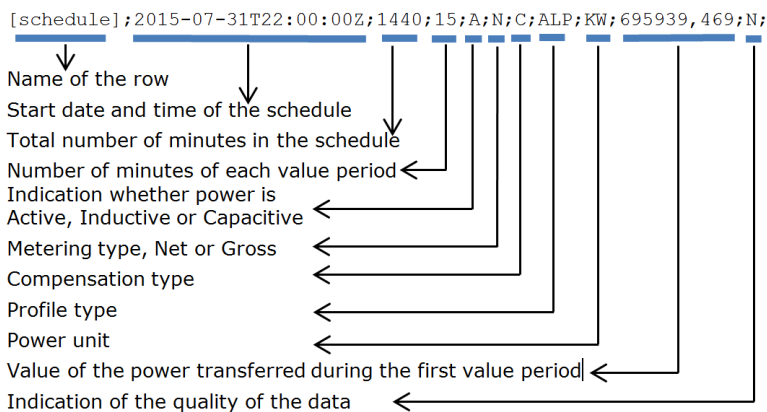 [schedule];2015-07-31T22:00:00Z;1440;15;A;N;C;ALP;KW;695939,469;N;
Name of the row
Start date and time of the schedule
Total number of minutes in the schedule
Number of minutes of each value period
Indication whether power is
Active, Inductive or Capacitive
Metering type, Net or Gross
Compensation type
Profile type
Power unit
Value of the power transferred during the first value period
Indication of the quality of the data